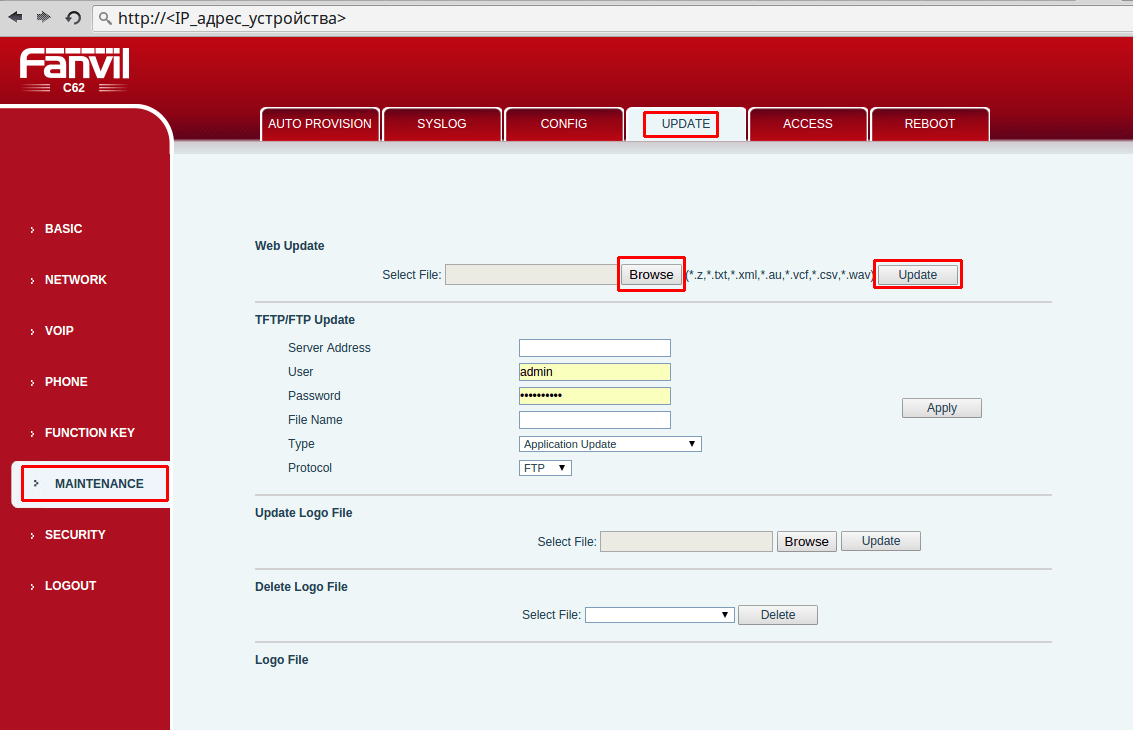 http://<IP_адрес_устройства>
Fanvil
C62
AUTO PROVISION SYSLOG CONFIG UPDATE ACCESS REBOOT
BASIC
NETWORK
VOIP
PHONE
FUNCTION KEY
MAINTENANCE
SECURITY
LOGOUT
Web Update
Select File: Browse (*.z,*.txt,*.xml,*.au,*.vcf,*.csv,*.wav) Update
TFTP/FTP Update
Server Address
User admin
Password ••••••••••
File Name
Apply
Type Application Update
Protocol FTP
Update Logo File
Select File: Browse Update
Delete Logo File
Select File: Delete
Logo File